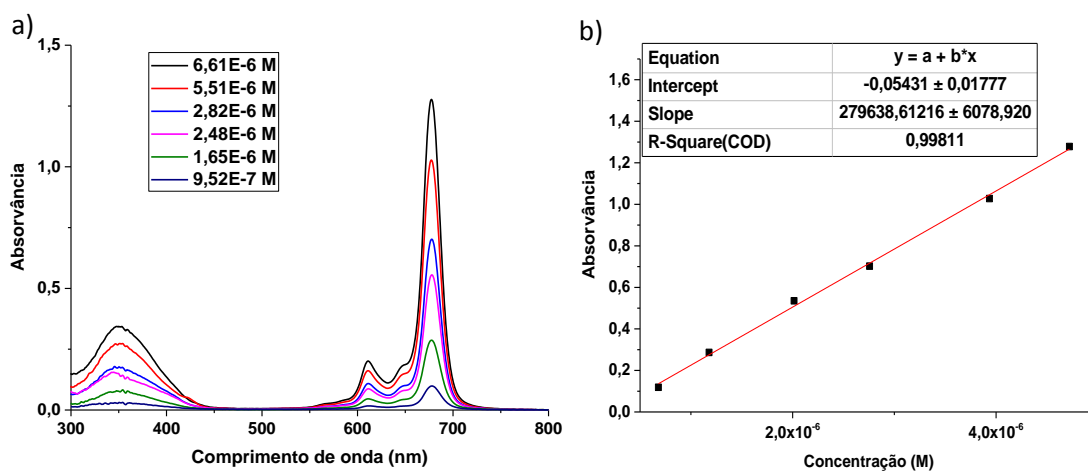 a)
Absorvância
1,5
1,0
0,5
0,0
6,61E-6 M
5,51E-6 M
2,82E-6 M
2,48E-6 M
1,65E-6 M
9,52E-7 M
300 400 500 600 700 800
Comprimento de onda (nm)
b)
Absorvância
1,6
1,4
1,2
1,0
0,8
0,6
0,4
0,2
0,0
Equation y = a + b*x
Intercept -0,05431 ± 0,01777
Slope 279638,61216 ± 6078,920
R-Square(COD) 0,99811
2,0x10⁻⁶ 4,0x10⁻⁶
Concentração (M)